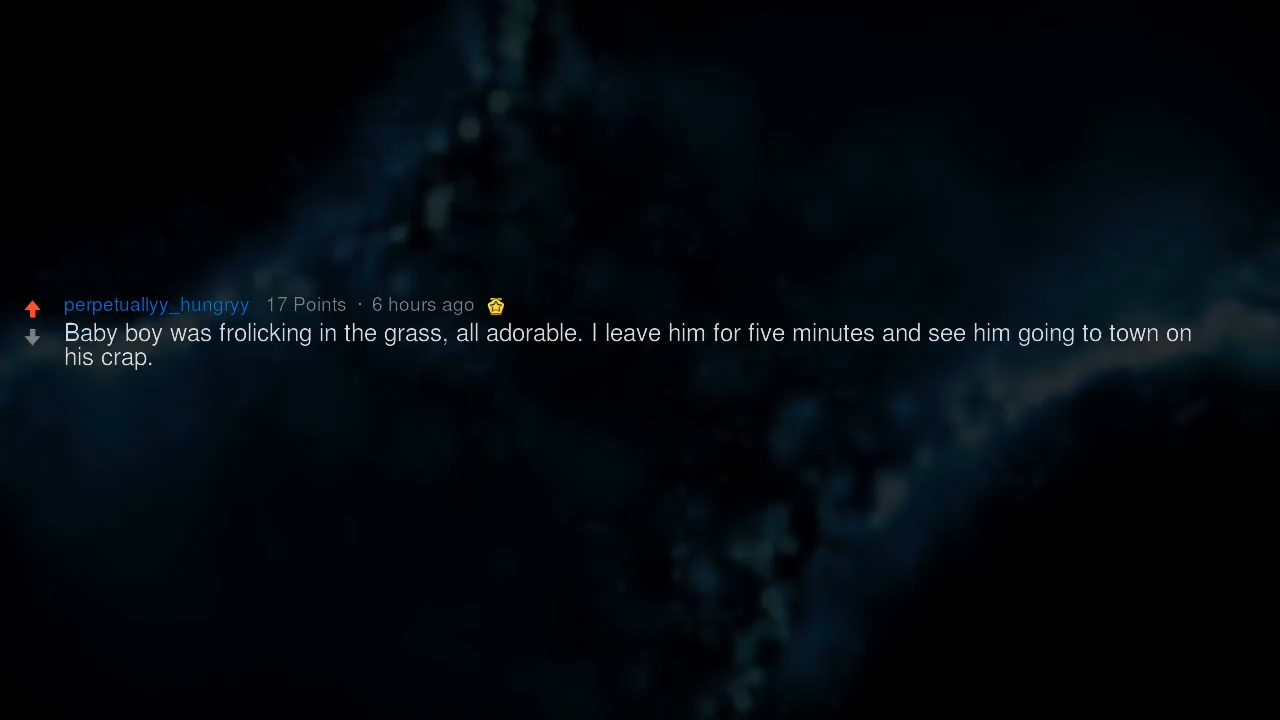 perpetuallyy_hungryy 17 Points · 6 hours ago
Baby boy was frolicking in the grass, all adorable. I leave him for five minutes and see him going to town on
his crap.